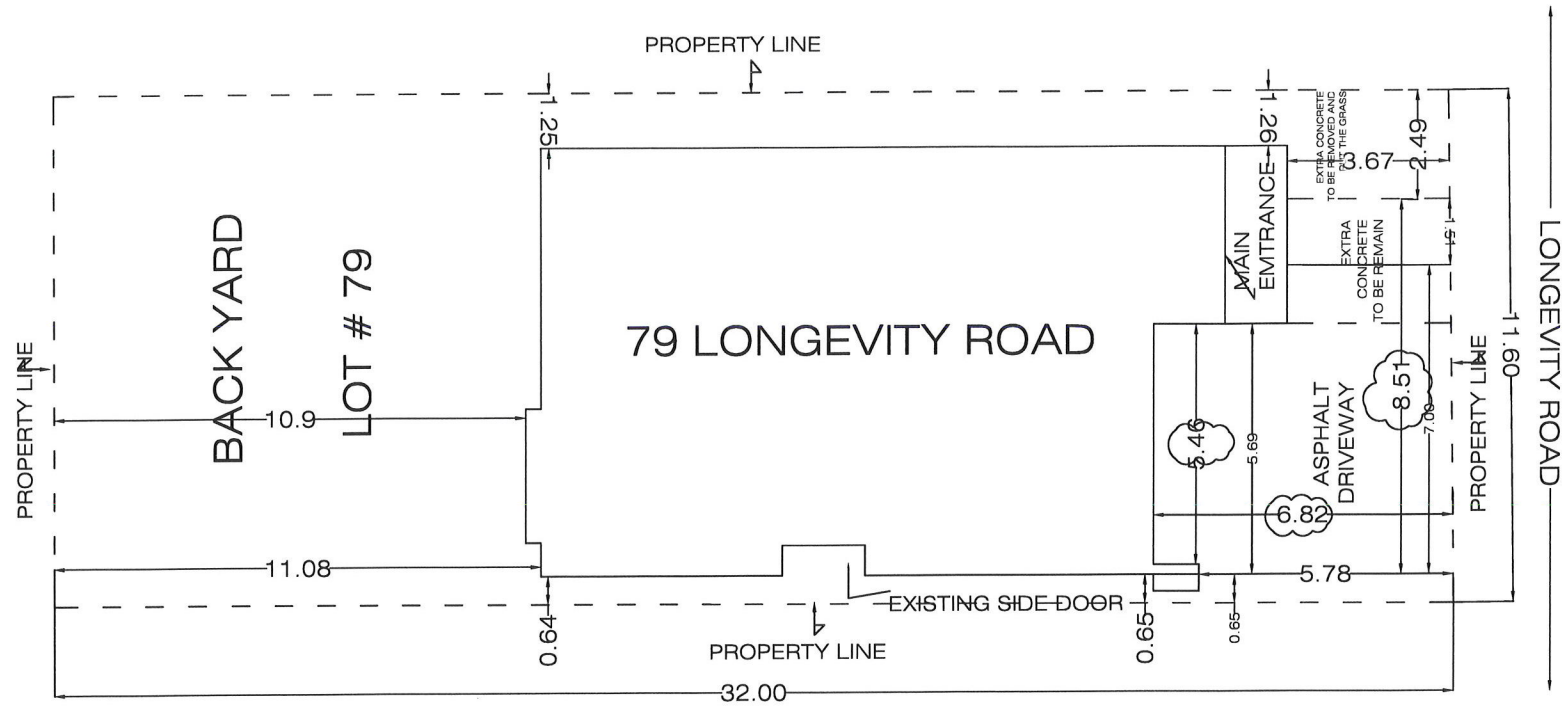 PROPERTY LINE
1.25
1.26
EXTRA CONCRETE
TO BE REMOVED AND
PUT THE GRASS
2.49
3.67
MAIN
EMTRANCE
EXTRA
CONCRETE
TO BE REMAIN
1.51
LONGEVITY ROAD
BACK YARD
LOT # 79
79 LONGEVITY ROAD
11.60
PROPERTY LINE
PROPERTY LINE
10.9
5.46
5.69
ASPHALT
DRIVEWAY
8.51
7.00
6.82
11.08
5.78
EXISTING SIDE DOOR
0.64
0.65
0.65
PROPERTY LINE
32.00